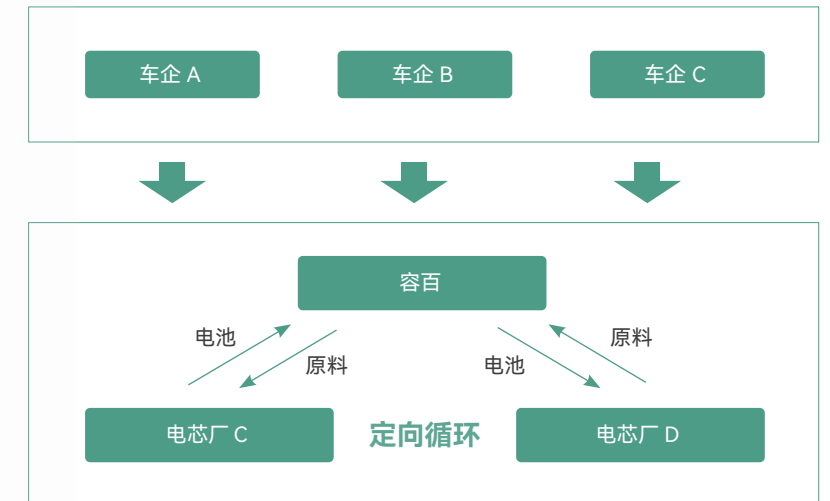 车企 A
车企 B
车企 C
容百
电池
原料
原料
电池
电芯厂 C
定向循环
电芯厂 D